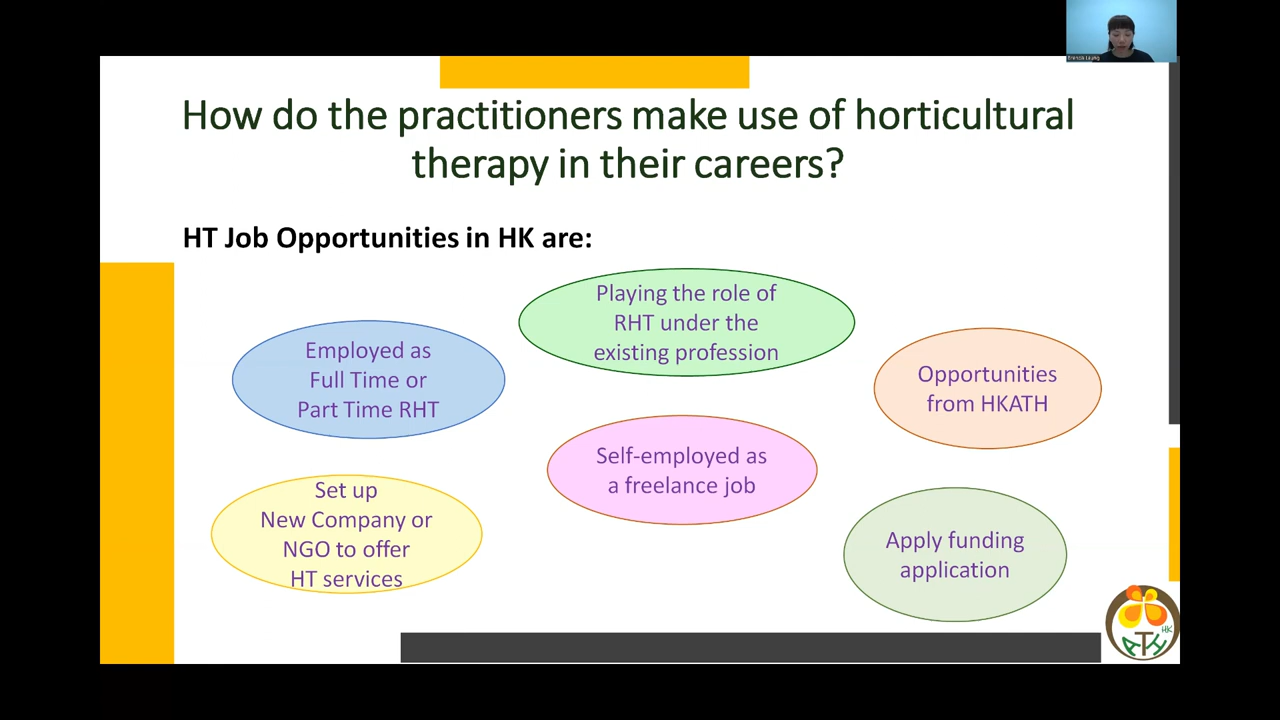 How do the practitioners make use of horticultural
therapy in their careers?
HT Job Opportunities in HK are:
Playing the role of
RHT under the
existing profession
Employed as
Full Time or
Part Time RHT
Opportunities
from HKATH
Self-employed as
a freelance job
Set up
New Company or
NGO to offer
HT services
Apply funding
application
HK
ATH